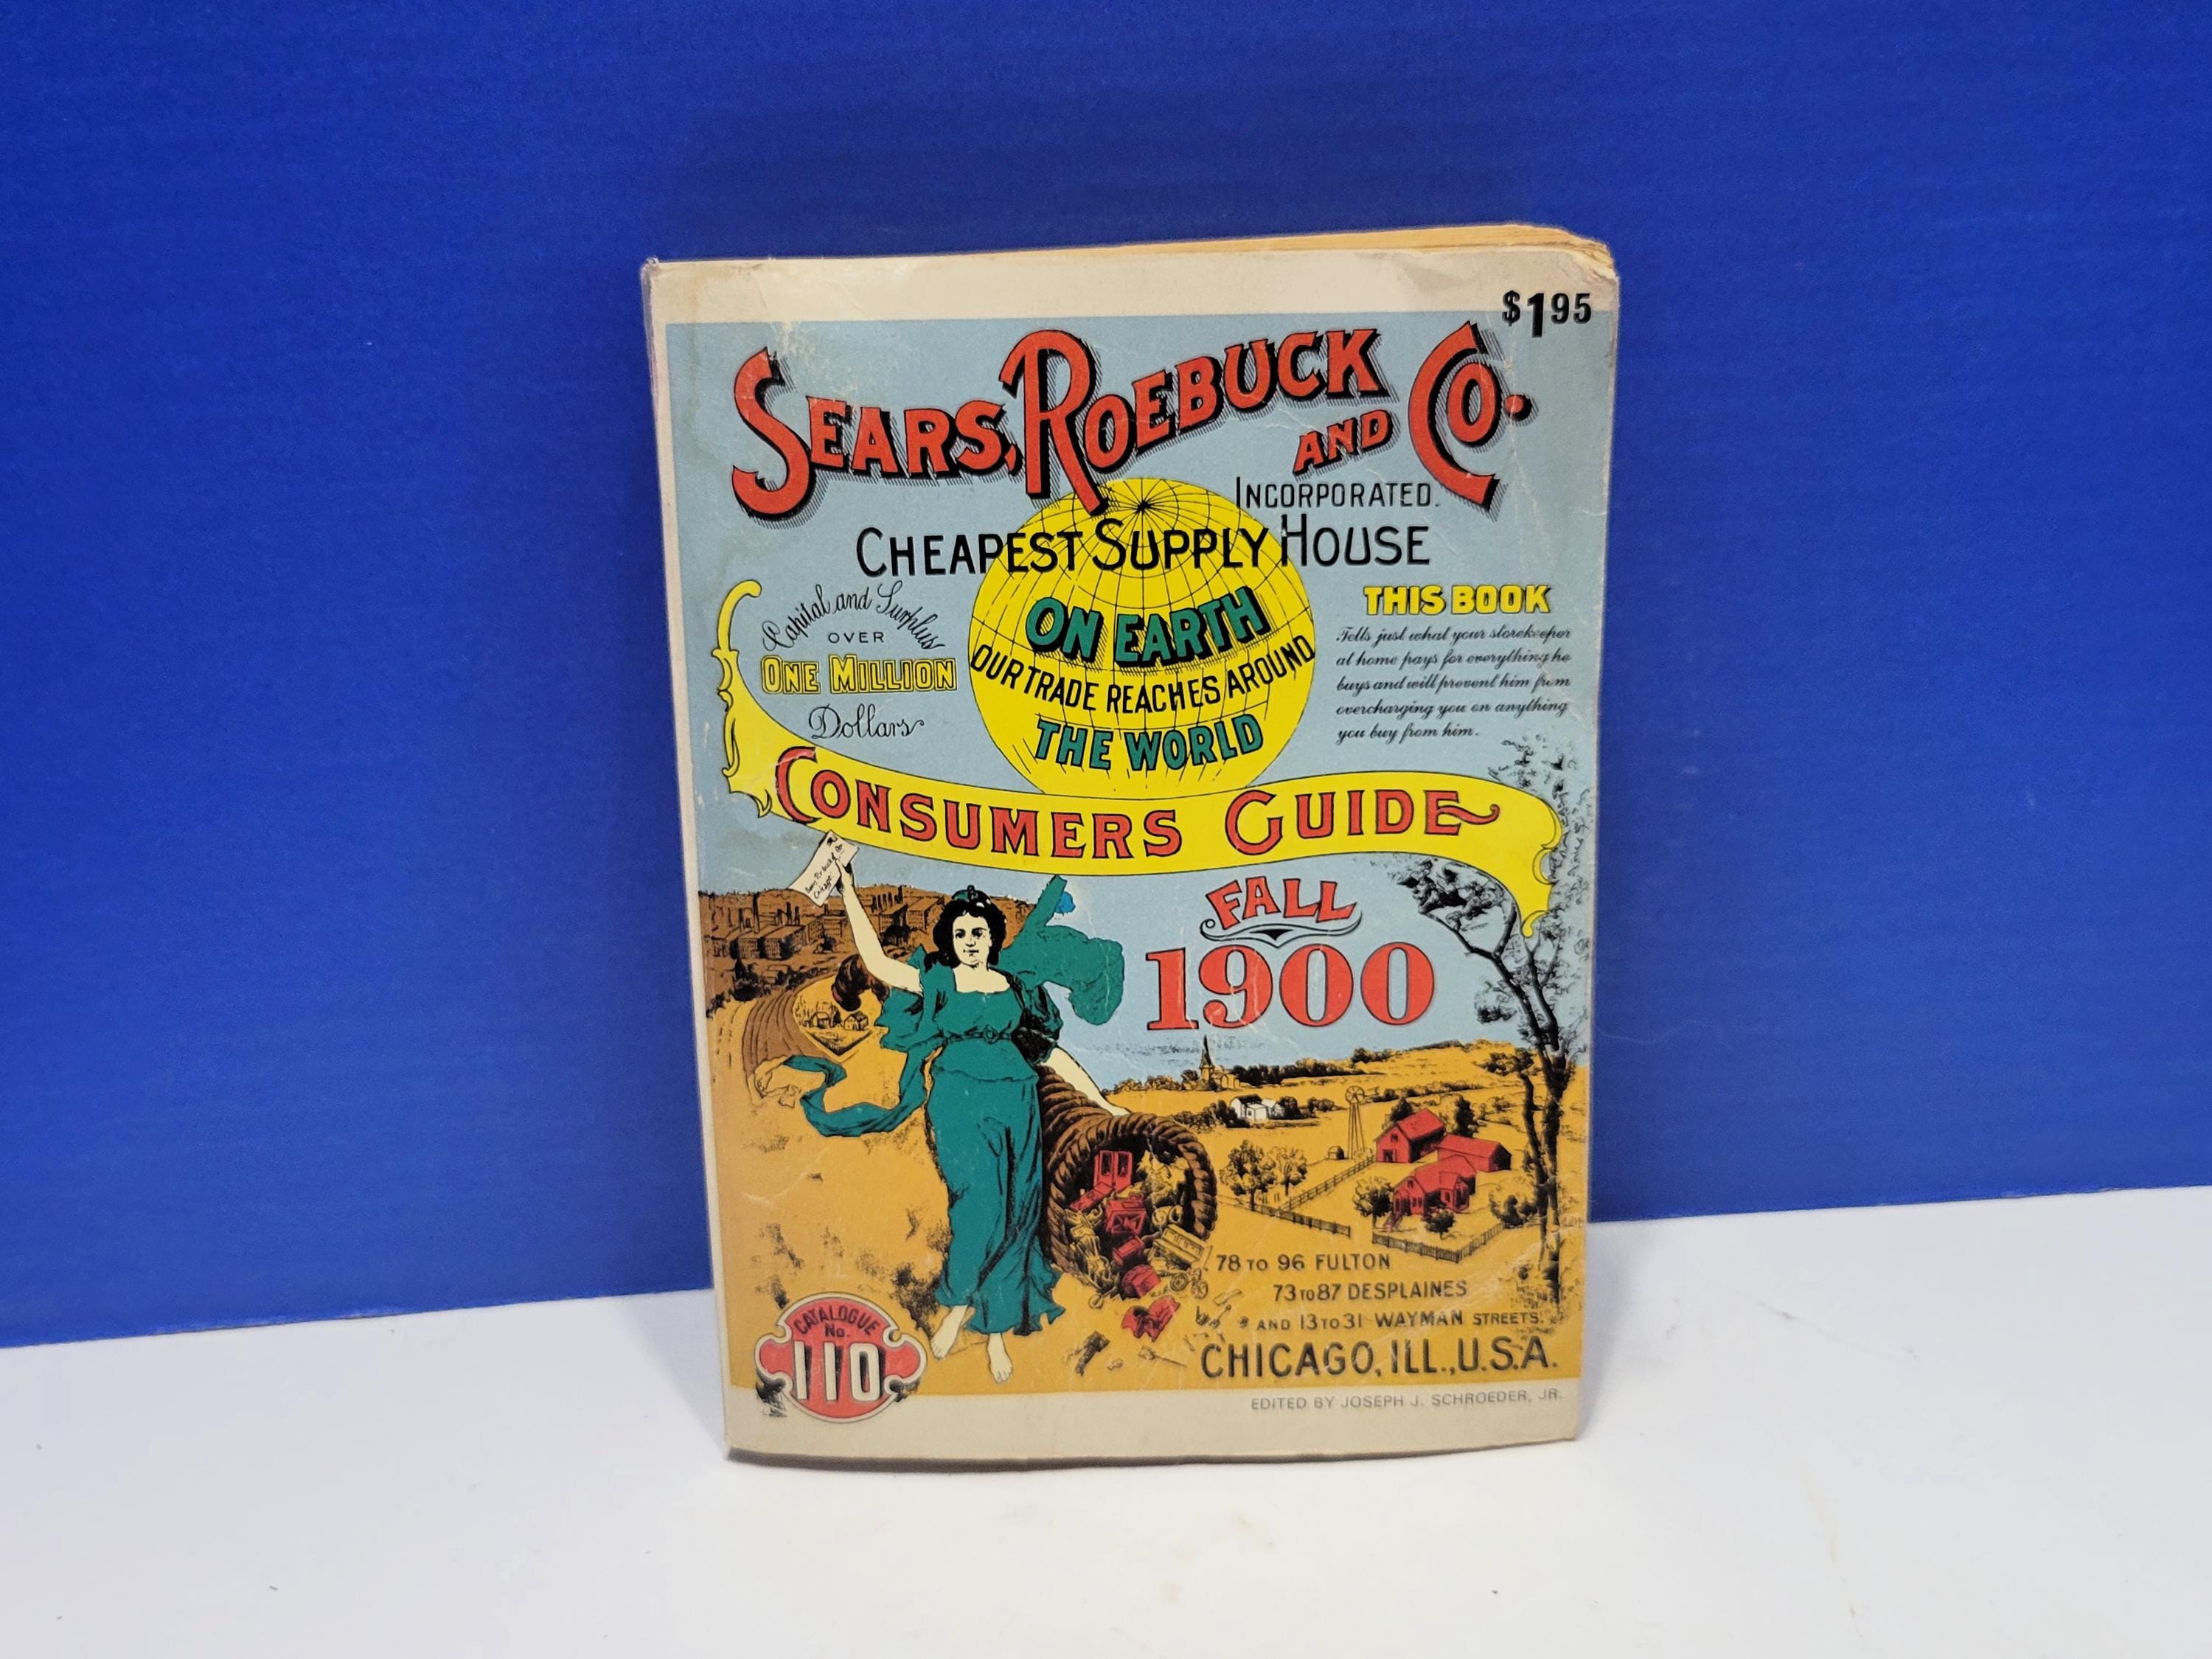 $1.95
SEARS, ROEBUCK AND CO.
INCORPORATED.
CHEAPEST SUPPLY HOUSE
ON EARTH
OUR TRADE REACHES AROUND
THE WORLD
Capital and Surplus
OVER
ONE MILLION
Dollars
THIS BOOK
Tells just what your storekeeper
at home pays for everything he
buys and will prevent him from
overcharging you on anything
you buy from him.
CONSUMERS GUIDE
FALL
1900
78 TO 96 FULTON
73 TO 87 DESPLAINES
AND 13 TO 31 WAYMAN STREETS.
CHICAGO, ILL., U.S.A.
CATALOGUE
No.
110
EDITED BY JOSEPH J. SCHROEDER, JR.